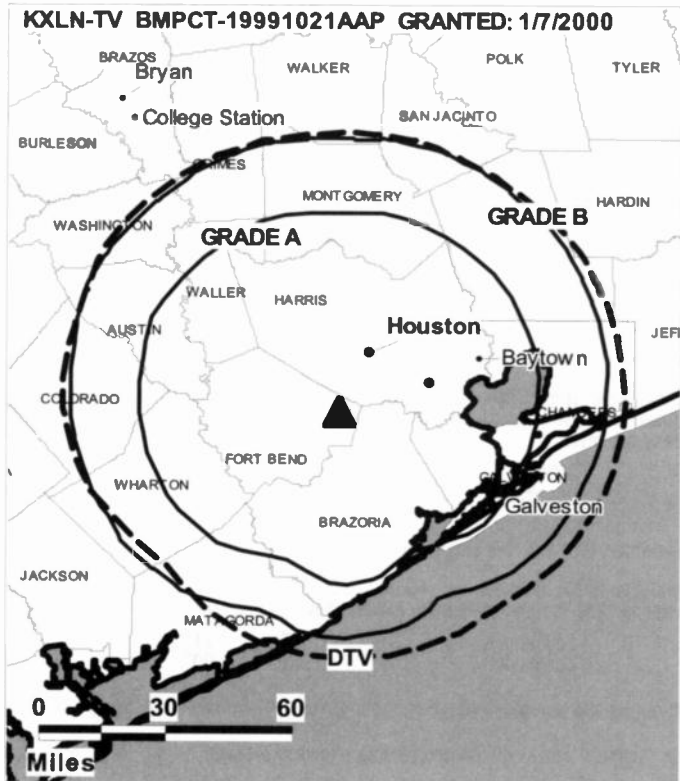 KXLN-TV BMPCT-19991021AAP GRANTED: 1/7/2000
BRAZOS
Bryan
WALKER
POLK
TYLER
College Station
SAN JACINTO
BURLESON
GRIMES
MONTGOMERY
HARDIN
WASHINGTON
GRADE B
GRADE A
WALLER
HARRIS
AUSTIN
Houston
JEFF
Baytown
COLORADO
CHAMBERS
FORT BEND
WHARTON
GALVESTON
Galveston
BRAZORIA
JACKSON
MATAGORDA
DTV
0 30 60
Miles